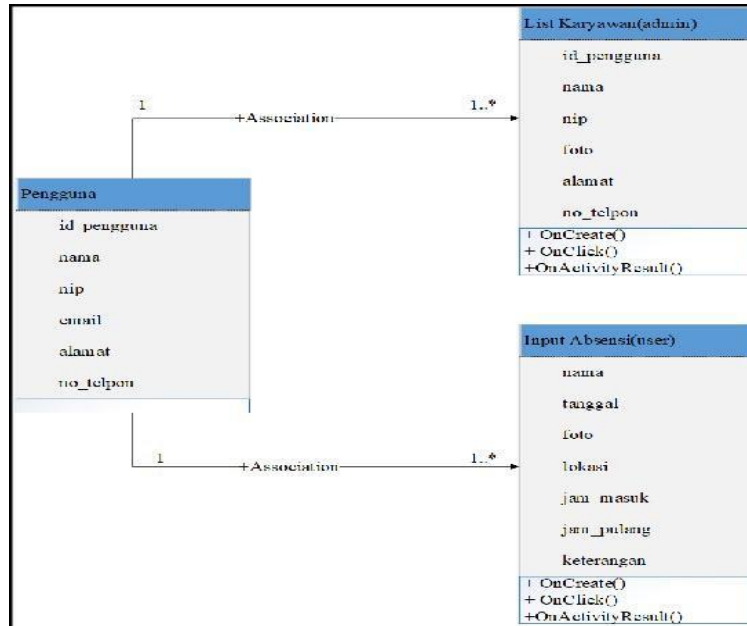 List Karyawan(admin)
id_pengguna
nama
nip
foto
alamat
no_telpon
+ OnCreate()
+ OnClick()
+OnActivityResult()
1
+Association
1..*
Pengguna
id_pengguna
nama
nip
email
alamat
no_telpon
1
+Association
1..*
Input Absensi(user)
nama
tanggal
foto
lokasi
jam_masuk
jam_pulang
keterangan
+ OnCreate()
+ OnClick()
+OnActivityResult()